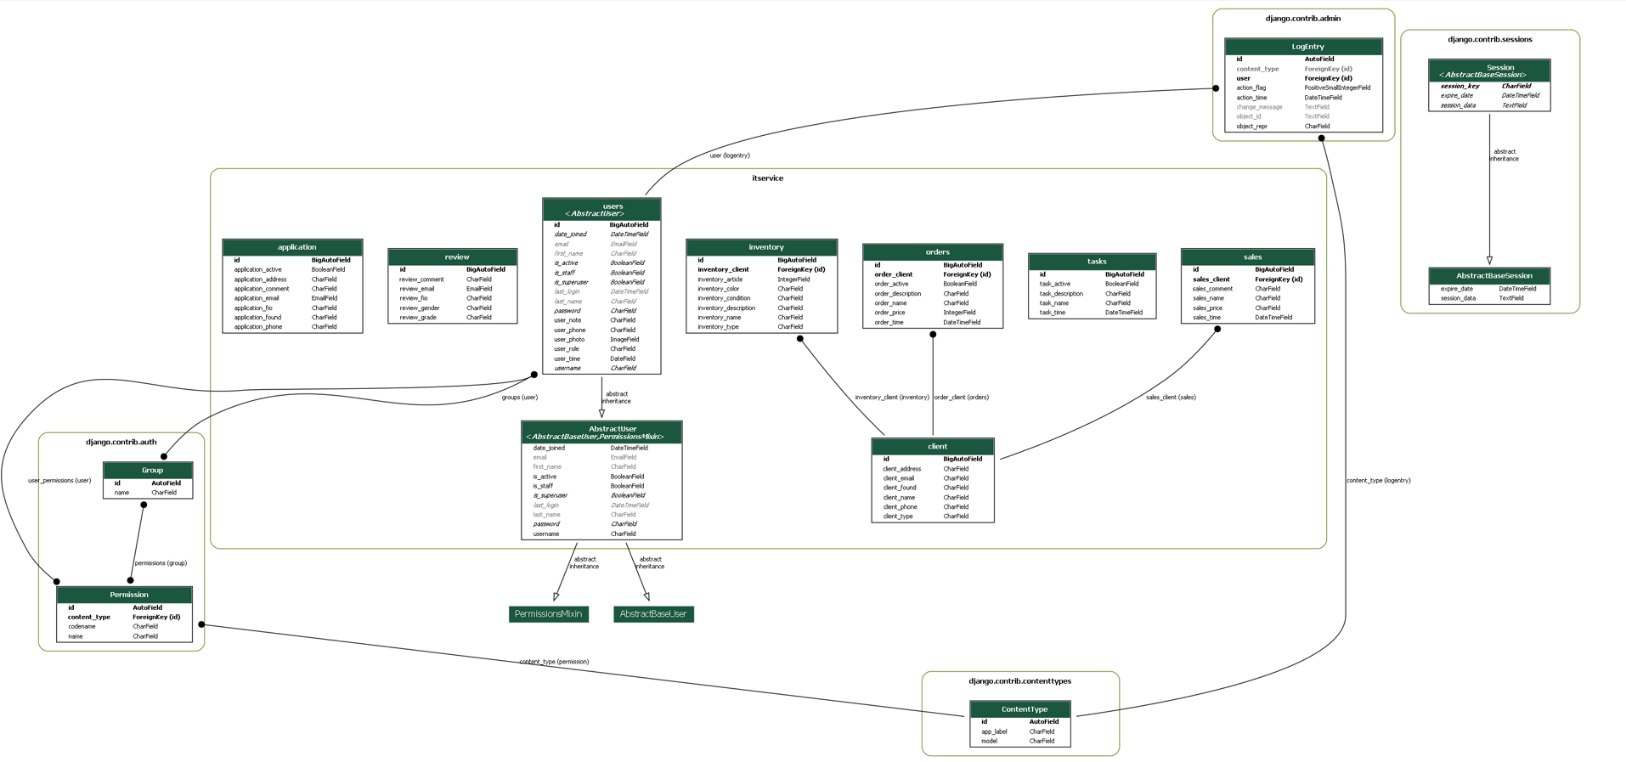 django.contrib.admin
LogEntry
id AutoField
content_type ForeignKey (id)
user ForeignKey (id)
action_flag PositiveSmallIntegerField
action_time DateTimeField
change_message TextField
object_id TextField
object_repr CharField
django.contrib.sessions
Session
<AbstractBaseSession>
session_key CharField
expire_date DateTimeField
session_data TextField
abstract
inheritance
AbstractBaseSession
expire_date DateTimeField
session_data TextField
user (logentry)
itservice
application
id BigAutoField
application_active BooleanField
application_address CharField
application_comment CharField
application_email EmailField
application_fio CharField
application_found CharField
application_phone CharField
review
id BigAutoField
review_comment CharField
review_email EmailField
review_fio CharField
review_gender CharField
review_grade CharField
users
<AbstractUser>
id BigAutoField
date_joined DateTimeField
email EmailField
first_name CharField
is_active BooleanField
is_staff BooleanField
is_superuser BooleanField
last_login DateTimeField
last_name CharField
password CharField
user_note CharField
user_phone CharField
user_photo ImageField
user_role CharField
user_time DateField
username CharField
inventory
id BigAutoField
inventory_client ForeignKey (id)
inventory_article IntegerField
inventory_color CharField
inventory_condition CharField
inventory_description CharField
inventory_name CharField
inventory_type CharField
orders
id BigAutoField
order_client ForeignKey (id)
order_active BooleanField
order_description CharField
order_name CharField
order_price IntegerField
order_time DateTimeField
tasks
id BigAutoField
task_active BooleanField
task_description CharField
task_name CharField
task_time DateTimeField
sales
id BigAutoField
sales_client ForeignKey (id)
sales_comment CharField
sales_name CharField
sales_price CharField
sales_time DateTimeField
groups (user)
abstract
inheritance
inventory_client (inventory)
order_client (orders)
sales_client (sales)
AbstractUser
<AbstractBaseUser,PermissionsMixin>
date_joined DateTimeField
email EmailField
first_name CharField
is_active BooleanField
is_staff BooleanField
is_superuser BooleanField
last_login DateTimeField
last_name CharField
password CharField
username CharField
client
id BigAutoField
client_address CharField
client_email CharField
client_found CharField
client_name CharField
client_phone CharField
client_type CharField
django.contrib.auth
Group
id AutoField
name CharField
user_permissions (user)
permissions (group)
content_type (logentry)
abstract
inheritance
abstract
inheritance
Permission
id AutoField
content_type ForeignKey (id)
codename CharField
name CharField
PermissionsMixin
AbstractBaseUser
content_type (permission)
django.contrib.contenttypes
ContentType
id AutoField
app_label CharField
model CharField